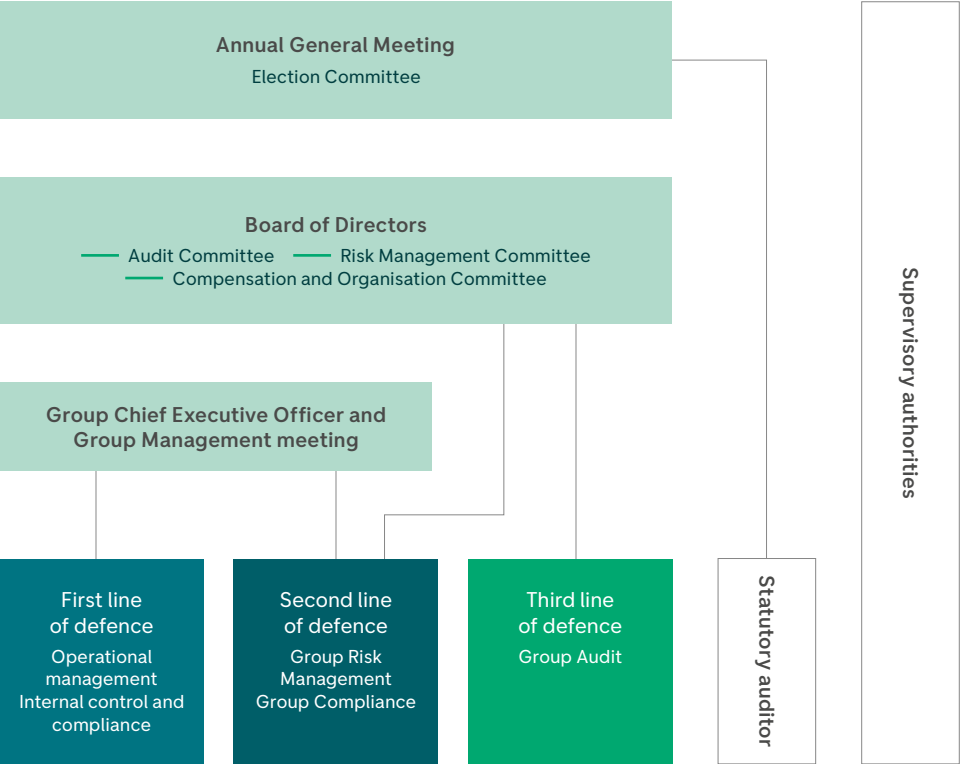 Annual General Meeting
Election Committee
Board of Directors
Audit Committee Risk Management Committee
Compensation and Organisation Committee
Group Chief Executive Officer and
Group Management meeting
First line
of defence
Operational
management
Internal control and
compliance
Second line
of defence
Group Risk
Management
Group Compliance
Third line
of defence
Group Audit
Statutory auditor
Supervisory authorities